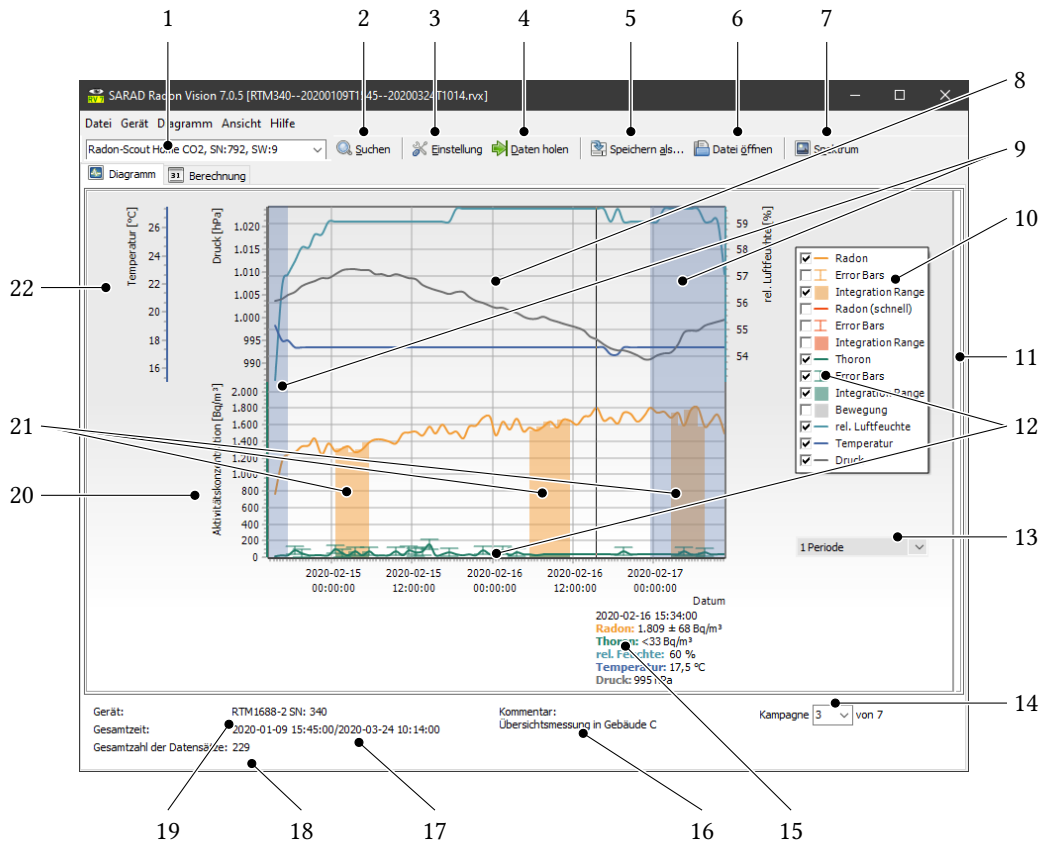 1 2 3 4 5 6 7
8
9
10
11
12
13
14
15
16
17
18
19
20
21
22
SARAD Radon Vision 7.0.5 [RTM340--20200109T1545--20200324T1014.rvx]
Datei Gerät Diagramm Ansicht Hilfe
Radon-Scout Home CO2, SN:792, SW:9 Suchen Einstellung Daten holen Speichern als... Datei öffnen Spektrum
Diagramm 31 Berechnung
Temperatur [°C]
26
24
22
20
18
16
Druck [hPa]
1.020
1.015
1.010
1.005
1.000
995
990
rel. Luftfeuchte [%]
59
58
57
56
55
54
Aktivitätskonzentration [Bq/m³]
2.000
1.800
1.600
1.400
1.200
1.000
800
600
400
200
0
2020-02-15 2020-02-15 2020-02-16 2020-02-16 2020-02-17
00:00:00 12:00:00 00:00:00 12:00:00 00:00:00
Datum
Radon
Error Bars
Integration Range
Radon (schnell)
Error Bars
Integration Range
Thoron
Error Bars
Integration Range
Bewegung
rel. Luftfeuchte
Temperatur
Druck
1 Periode
2020-02-16 15:34:00
Radon: 1.809 ± 68 Bq/m³
Thoron: <33 Bq/m³
rel. Feuchte: 60 %
Temperatur: 17,5 °C
Druck: 995 hPa
Gerät: RTM1688-2 SN: 340
Gesamtzeit: 2020-01-09 15:45:00/2020-03-24 10:14:00
Gesamtzahl der Datensätze: 229
Kommentar:
Übersichtsmessung in Gebäude C
Kampagne 3 von 7